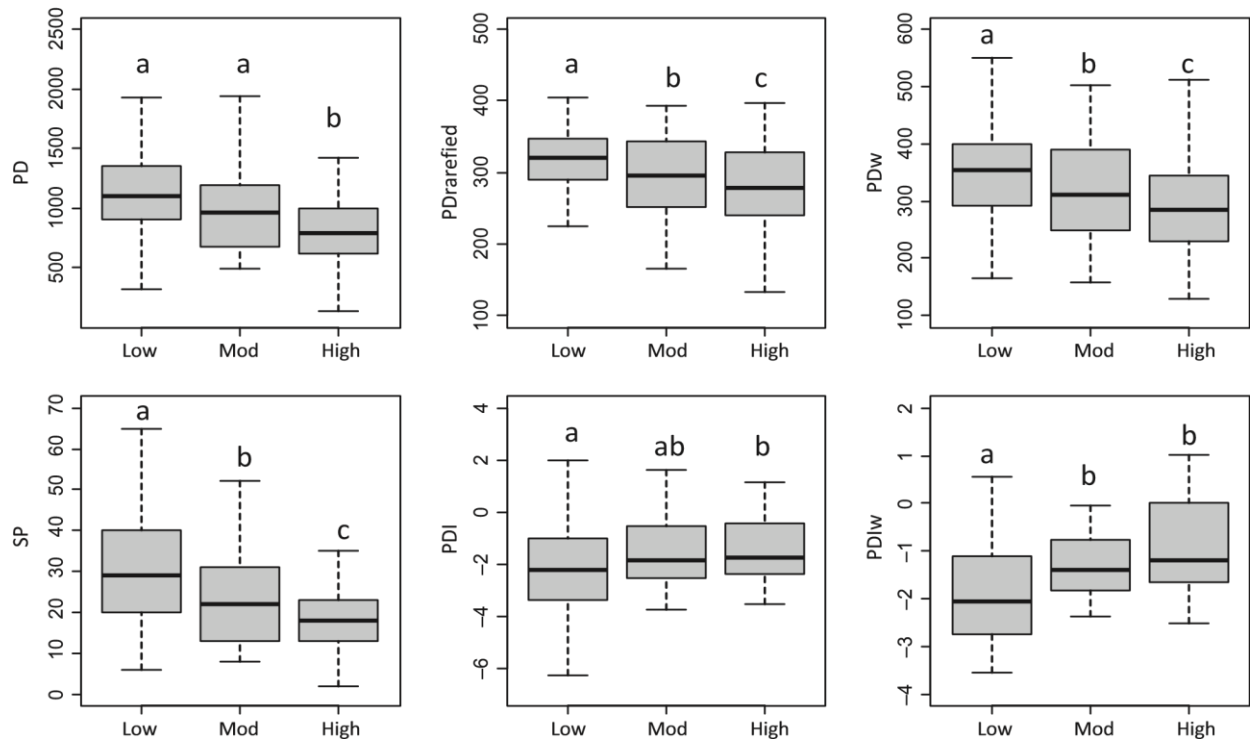 PD
2500
2000
1500
1000
500
a
a
b
Low Mod High
PDrarefied
500
400
300
200
100
a
b
c
Low Mod High
PDw
600
500
400
300
200
100
a
b
c
Low Mod High
SP
70
60
50
40
30
20
10
0
a
b
c
Low Mod High
PDI
4
2
0
−2
−4
−6
a
ab
b
Low Mod High
PDIw
2
1
0
−1
−2
−3
−4
a
b
b
Low Mod High